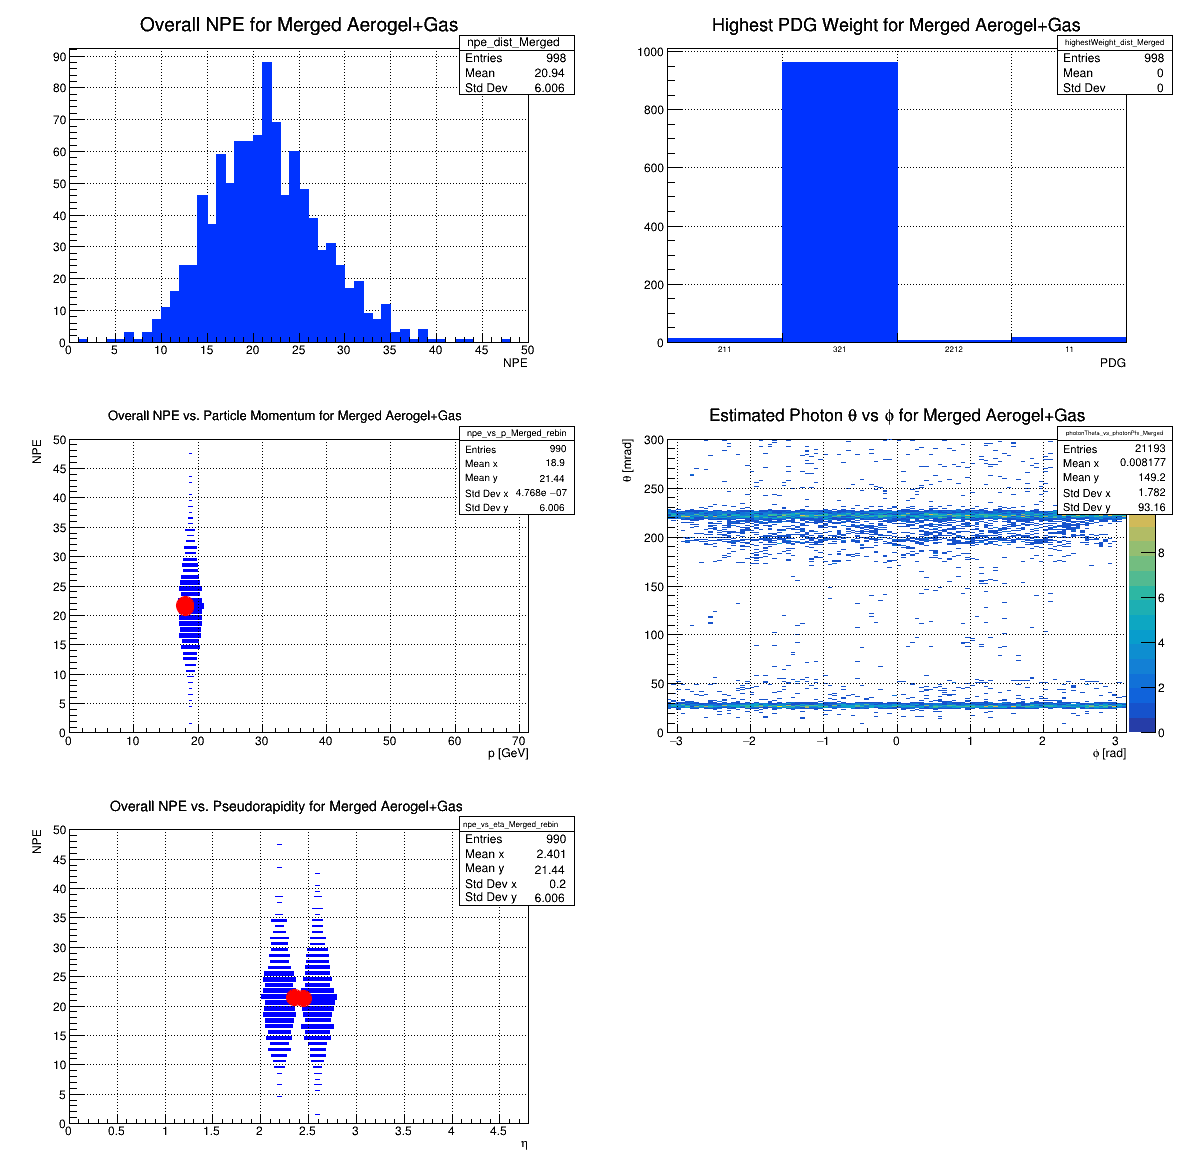 Overall NPE for Merged Aerogel+Gas
npe_dist_Merged
Entries 998
Mean 20.94
Std Dev 6.006
90
80
70
60
50
40
30
20
10
0
0 5 10 15 20 25 30 35 40 45 50
NPE
Highest PDG Weight for Merged Aerogel+Gas
highestWeight_dist_Merged
Entries 998
Mean 0
Std Dev 0
1000
800
600
400
200
0
211 321 2212 11
PDG
Overall NPE vs. Particle Momentum for Merged Aerogel+Gas
npe_vs_p_Merged_rebin
Entries 990
Mean x 18.9
Mean y 21.44
Std Dev x 4.768e −07
Std Dev y 6.006
NPE
50
45
40
35
30
25
20
15
10
5
0
0 10 20 30 40 50 60 70
p [GeV]
Estimated Photon θ vs ϕ for Merged Aerogel+Gas
photonTheta_vs_photonPhi_Merged
Entries 21193
Mean x 0.008177
Mean y 149.2
Std Dev x 1.782
Std Dev y 93.16
θ [mrad]
300
250
200
150
100
50
0
−3 −2 −1 0 1 2 3
ϕ [rad]
8
6
4
2
0
Overall NPE vs. Pseudorapidity for Merged Aerogel+Gas
npe_vs_eta_Merged_rebin
Entries 990
Mean x 2.401
Mean y 21.44
Std Dev x 0.2
Std Dev y 6.006
NPE
50
45
40
35
30
25
20
15
10
5
0
0 0.5 1 1.5 2 2.5 3 3.5 4 4.5
η